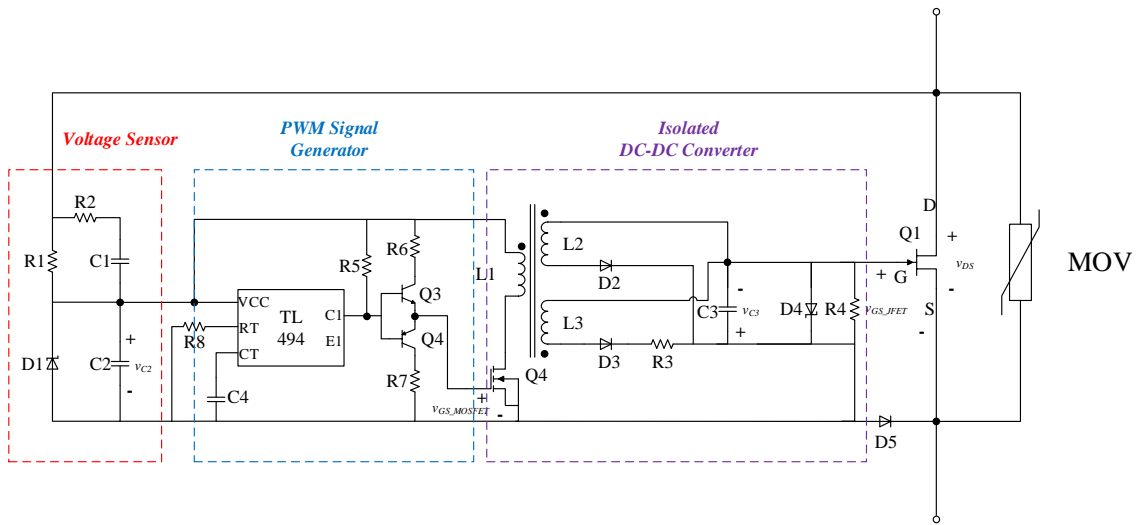 Voltage Sensor
PWM Signal
Generator
Isolated
DC-DC Converter
R2
R1
C1
D1
C2
+
vC2
-
VCC
RT
CT
TL
494
C1
E1
R8
C4
R5
R6
Q3
Q4
R7
L1
L2
L3
D2
D3
R3
Q4
+
vGS_MOSFET
-
-
C3
vC3
+
D4
R4
+
vGS_JFET
-
Q1
D
G
S
+
vDS
-
D5
MOV